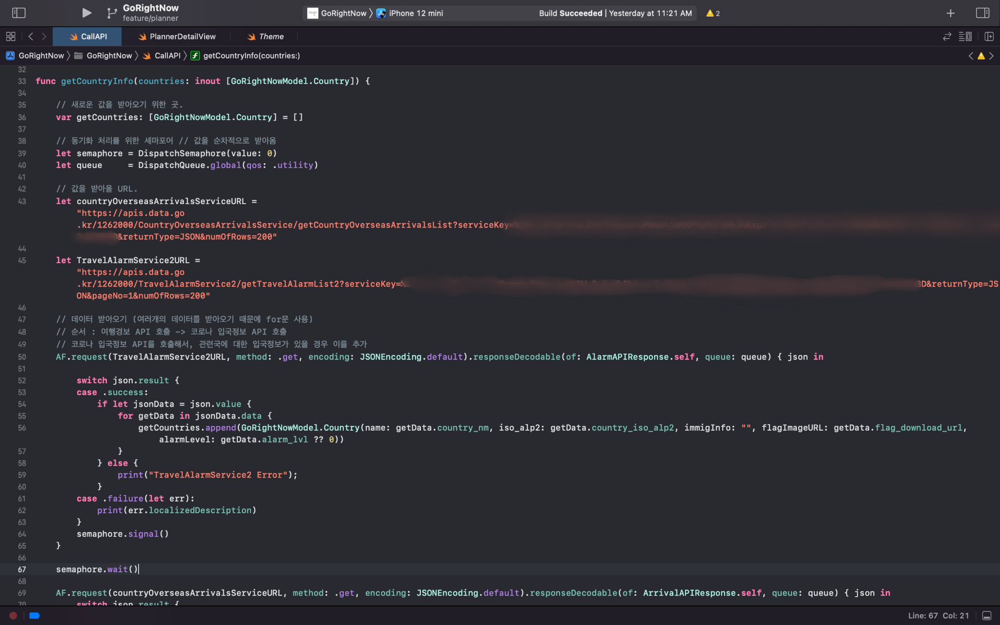 GoRightNow
feature/planner
GoRightNow 〉 iPhone 12 mini
Build Succeeded | Yesterday at 11:21 AM
2
CallAPI
PlannerDetailView
Theme
GoRightNow 〉 GoRightNow 〉 CallAPI 〉 getCountryInfo(countries:)
32
33 func getCountryInfo(countries: inout [GoRightNowModel.Country]) {
34
35 // 새로운 값을 받아오기 위한 곳.
36 var getCountries: [GoRightNowModel.Country] = []
37
38 // 동기화 처리를 위한 세마포어 // 값을 순차적으로 받아옴
39 let semaphore = DispatchSemaphore(value: 0)
40 let queue     = DispatchQueue.global(qos: .utility)
41
42 // 값을 받아올 URL.
43 let countryOverseasArrivalsServiceURL =
"https://apis.data.go
.kr/1262000/CountryOverseasArrivalsService/getCountryOverseasArrivalsList?serviceKey=
&returnType=JSON&numOfRows=200"
44
45 let TravelAlarmService2URL =
"https://apis.data.go
.kr/1262000/TravelAlarmService2/getTravelAlarmList2?serviceKey=% D&returnType=JS
ON&pageNo=1&numOfRows=200"
46
47 // 데이터 받아오기 (여러개의 데이터를 받아오기 때문에 for문 사용)
48 // 순서 : 여행경보 API 호출 -> 코로나 입국정보 API 호출
49 // 코로나 입국정보 API를 호출해서, 관련국에 대한 입국정보가 있을 경우 이를 추가
50 AF.request(TravelAlarmService2URL, method: .get, encoding: JSONEncoding.default).responseDecodable(of: AlarmAPIResponse.self, queue: queue) { json in
51
52 switch json.result {
53 case .success:
54 if let jsonData = json.value {
55 for getData in jsonData.data {
56 getCountries.append(GoRightNowModel.Country(name: getData.country_nm, iso_alp2: getData.country_iso_alp2, immigInfo: "", flagImageURL: getData.flag_download_url,
alarmLevel: getData.alarm_lvl ?? 0))
57 }
58 } else {
59 print("TravelAlarmService2 Error");
60 }
61 case .failure(let err):
62 print(err.localizedDescription)
63 }
64 semaphore.signal()
65 }
66
67 semaphore.wait()
68
69 AF.request(countryOverseasArrivalsServiceURL, method: .get, encoding: JSONEncoding.default).responseDecodable(of: ArrivalAPIResponse.self, queue: queue) { json in
70 switch json.result {
Line: 67 Col: 21